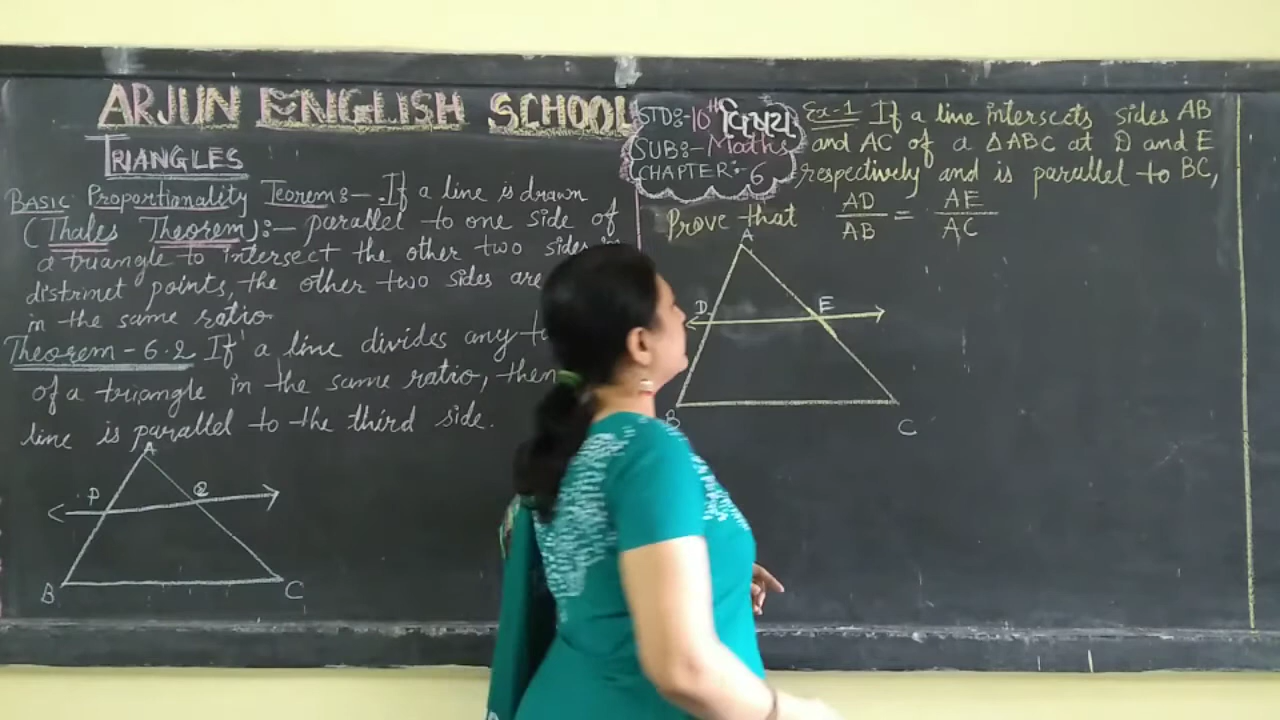 ARJUN ENGLISH SCHOOL
TRIANGLES
BASIC Proportionality Teorem:- If a line is drawn
(Thales Theorem):- parallel to one side of
a triangle to intersect the other two sides in
distrinet points, the other two sides are
in the same ratio
Theorem-6.2 If a line divides any
of a triangle in the same ratio, then
line is parallel to the third side.
A
P Q
B C
STD:-10th વિષય
SUB:-Maths
CHAPTER:-6
Ex-1 If a line intersects sides AB
and AC of a ΔABC at D and E
respectively and is parallel to BC,
Prove that AD/AB = AE/AC
A
D E
B C